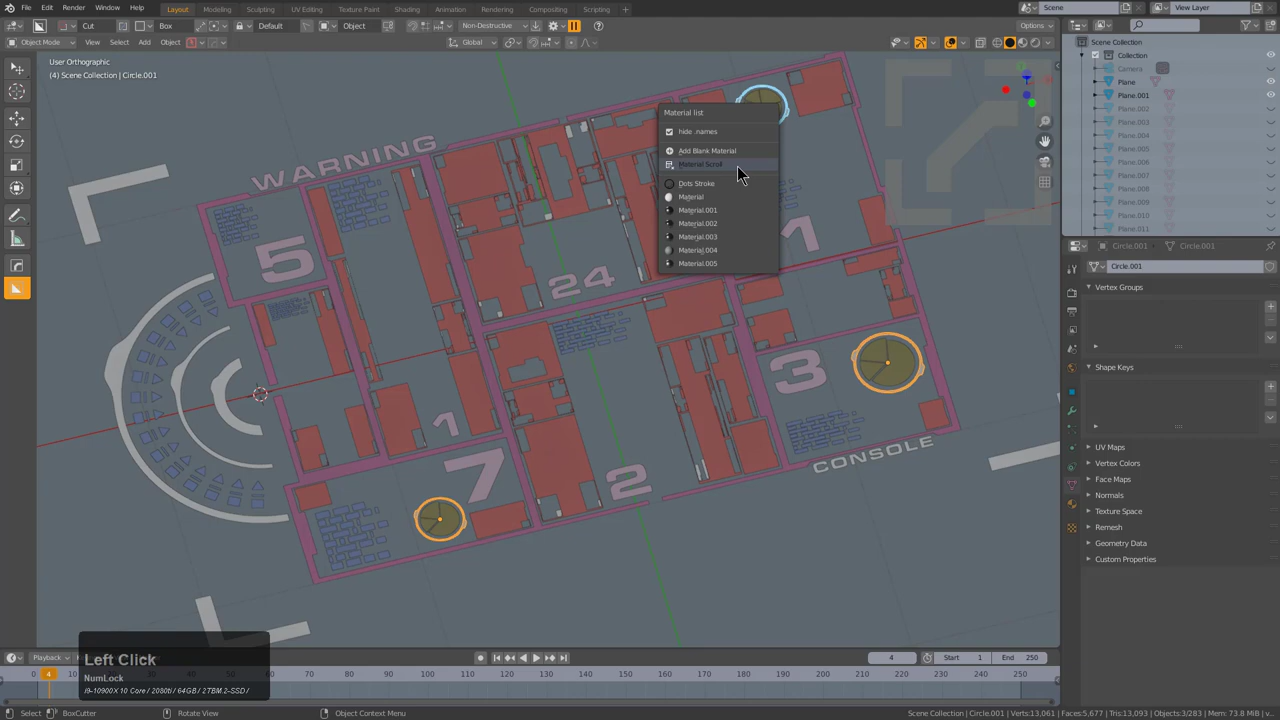 File Edit Render Window Help Layout Modeling Sculpting UV Editing Texture Paint Shading Animation Rendering Compositing Scripting Scene View Layer
Cut Box Default Object Non-Destructive Options
Object Mode View Select Add Object Global
User Orthographic
(4) Scene Collection | Circle.001
Scene Collection
Collection
Camera
Plane
Plane.001
Plane.002
Plane.003
Plane.004
Plane.005
Plane.006
Plane.007
Plane.008
Plane.009
Plane.010
Plane.011
Material list
hide .names
Add Blank Material
Material Scroll
Dots Stroke
Material
Material.001
Material.002
Material.003
Material.004
Material.005
WARNING
5
24
1
3
1
7
2
CONSOLE
Circle.001 Circle.001
Circle.001
Vertex Groups
Shape Keys
UV Maps
Vertex Colors
Face Maps
Normals
Texture Space
Remesh
Geometry Data
Custom Properties
Left Click
NumLock
i9-10900X 10 Core / 2080ti / 64GB / 2TBM.2-SSD /
Playback 4 Start 1 End 250
0 4 10 20 30 40 50 60 70 80 90 100 110 120 130 140 150 160 170 180 190 200 210 220 230 240 250
Select BoxCutter Rotate View Object Context Menu Scene Collection | Circle.001 | Verts:13,061 | Faces:5,677 | Tris:13,093 | Objects:3/283 | Mem: 73.8 MiB | v...